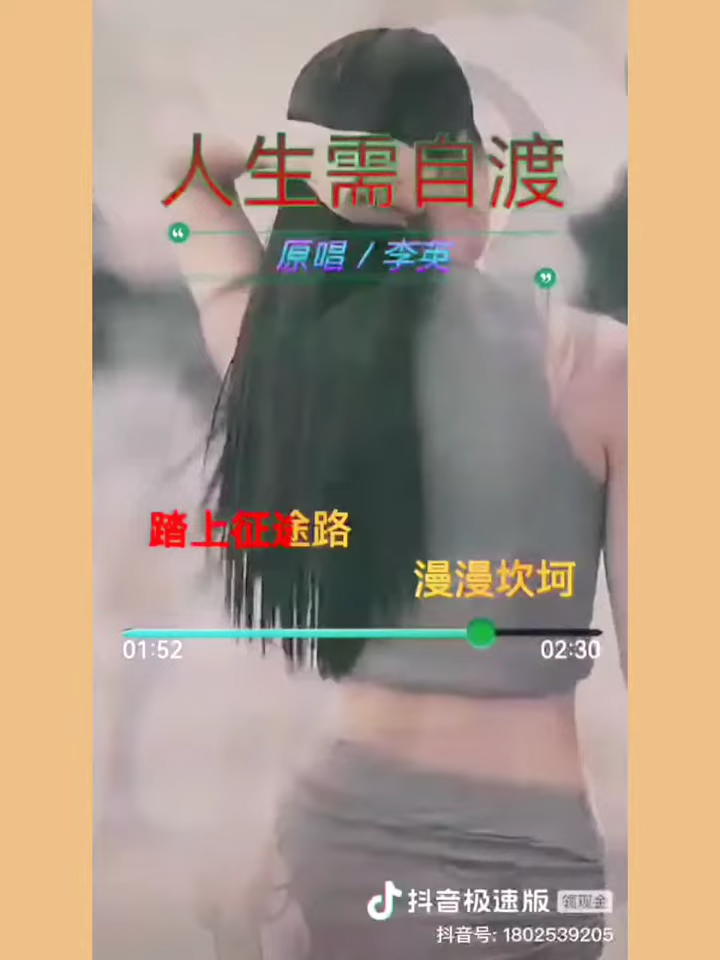 人生需自渡
原唱 / 李英
踏上征途路
漫漫坎坷
01:52
02:30
抖音极速版 领现金
抖音号: 1802539205